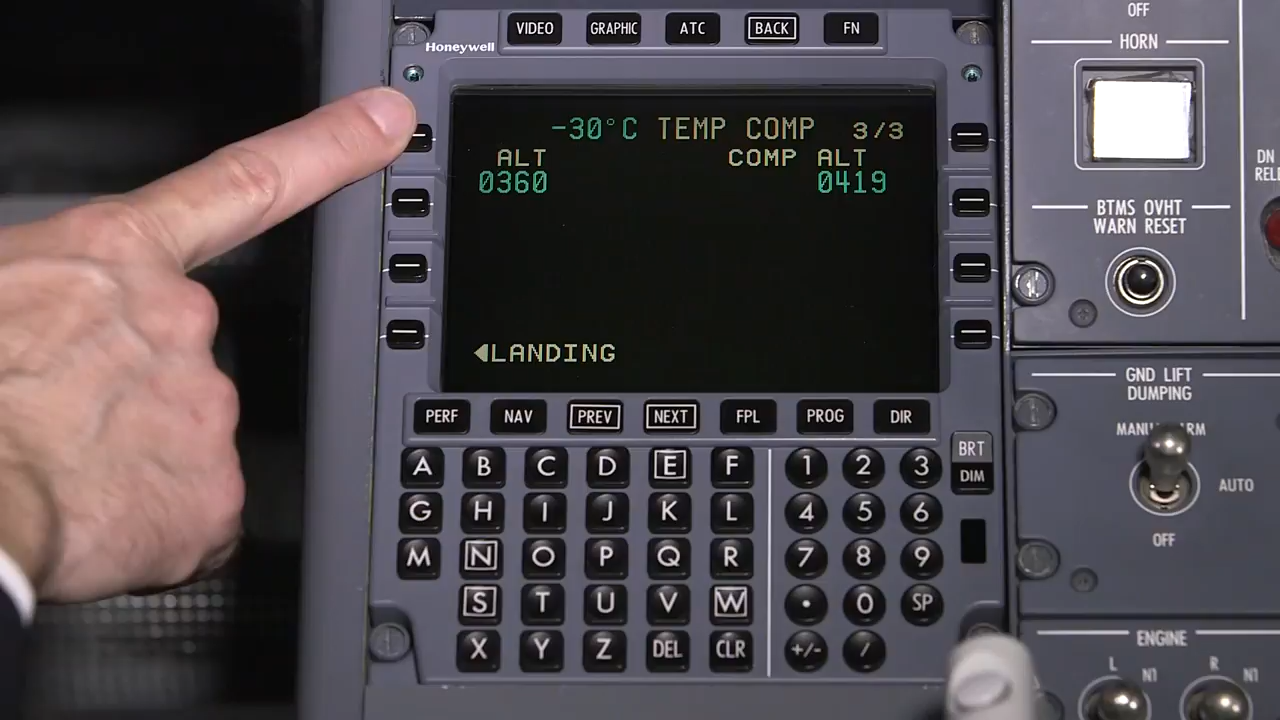 VIDEO GRAPHIC ATC BACK FN
Honeywell
-30°C TEMP COMP 3/3
ALT COMP ALT
0360 0419
◀LANDING
PERF NAV PREV NEXT FPL PROG DIR
BRT
DIM
A B C D E F 1 2 3
G H I J K L 4 5 6
M N O P Q R 7 8 9
S T U V W • 0 SP
X Y Z DEL CLR +/- /
OFF
HORN
DN
BTMS OVHT
WARN RESET
GND LIFT
DUMPING
ARM
AUTO
OFF
ENGINE
L N1 R N1